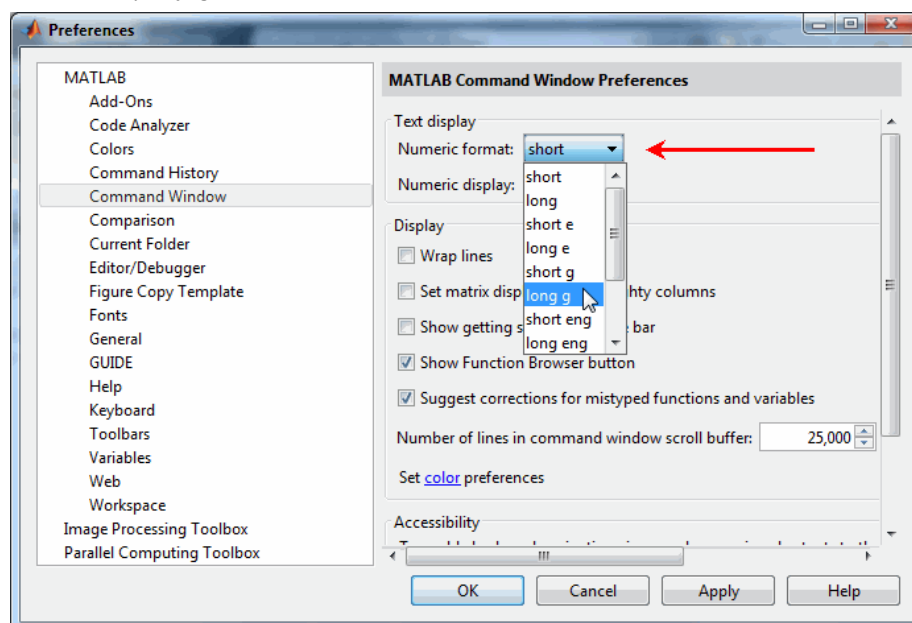 Preferences
MATLAB
Add-Ons
Code Analyzer
Colors
Command History
Command Window
Comparison
Current Folder
Editor/Debugger
Figure Copy Template
Fonts
General
GUIDE
Help
Keyboard
Toolbars
Variables
Web
Workspace
Image Processing Toolbox
Parallel Computing Toolbox
MATLAB Command Window Preferences
Text display
Numeric format: short
Numeric display:
short
long
short e
long e
short g
long g
short eng
long eng
Display
Wrap lines
Set matrix disp hty columns
Show getting s bar
Show Function Browser button
Suggest corrections for mistyped functions and variables
Number of lines in command window scroll buffer: 25,000
Set color preferences
Accessibility
OK Cancel Apply Help